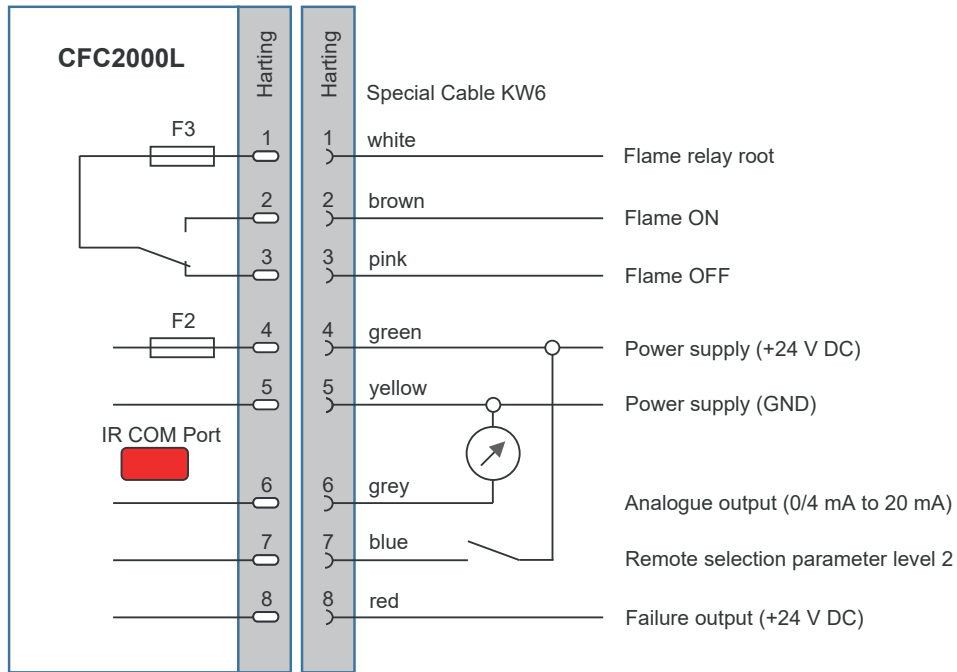 CFC2000L
Harting
Harting
Special Cable KW6
F3
1
1
white
Flame relay root
2
2
brown
Flame ON
3
3
pink
Flame OFF
F2
4
4
green
Power supply (+24 V DC)
5
5
yellow
Power supply (GND)
IR COM Port
6
6
grey
Analogue output (0/4 mA to 20 mA)
7
7
blue
Remote selection parameter level 2
8
8
red
Failure output (+24 V DC)